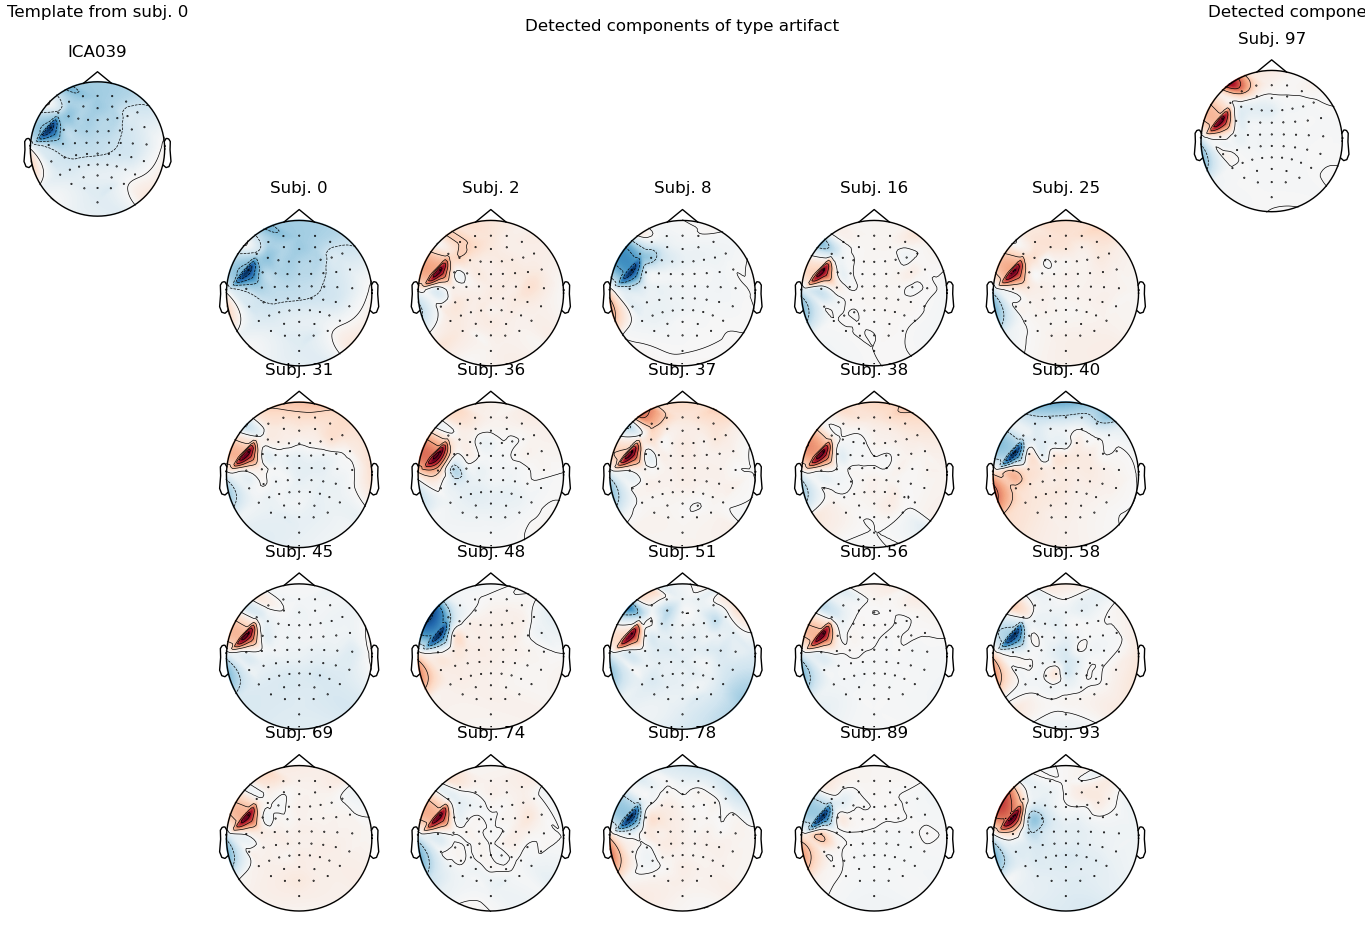 Template from subj. 0
Detected components of type artifact
Detected compone
ICA039
Subj. 97
Subj. 0
Subj. 2
Subj. 8
Subj. 16
Subj. 25
Subj. 31
Subj. 36
Subj. 37
Subj. 38
Subj. 40
Subj. 45
Subj. 48
Subj. 51
Subj. 56
Subj. 58
Subj. 69
Subj. 74
Subj. 78
Subj. 89
Subj. 93